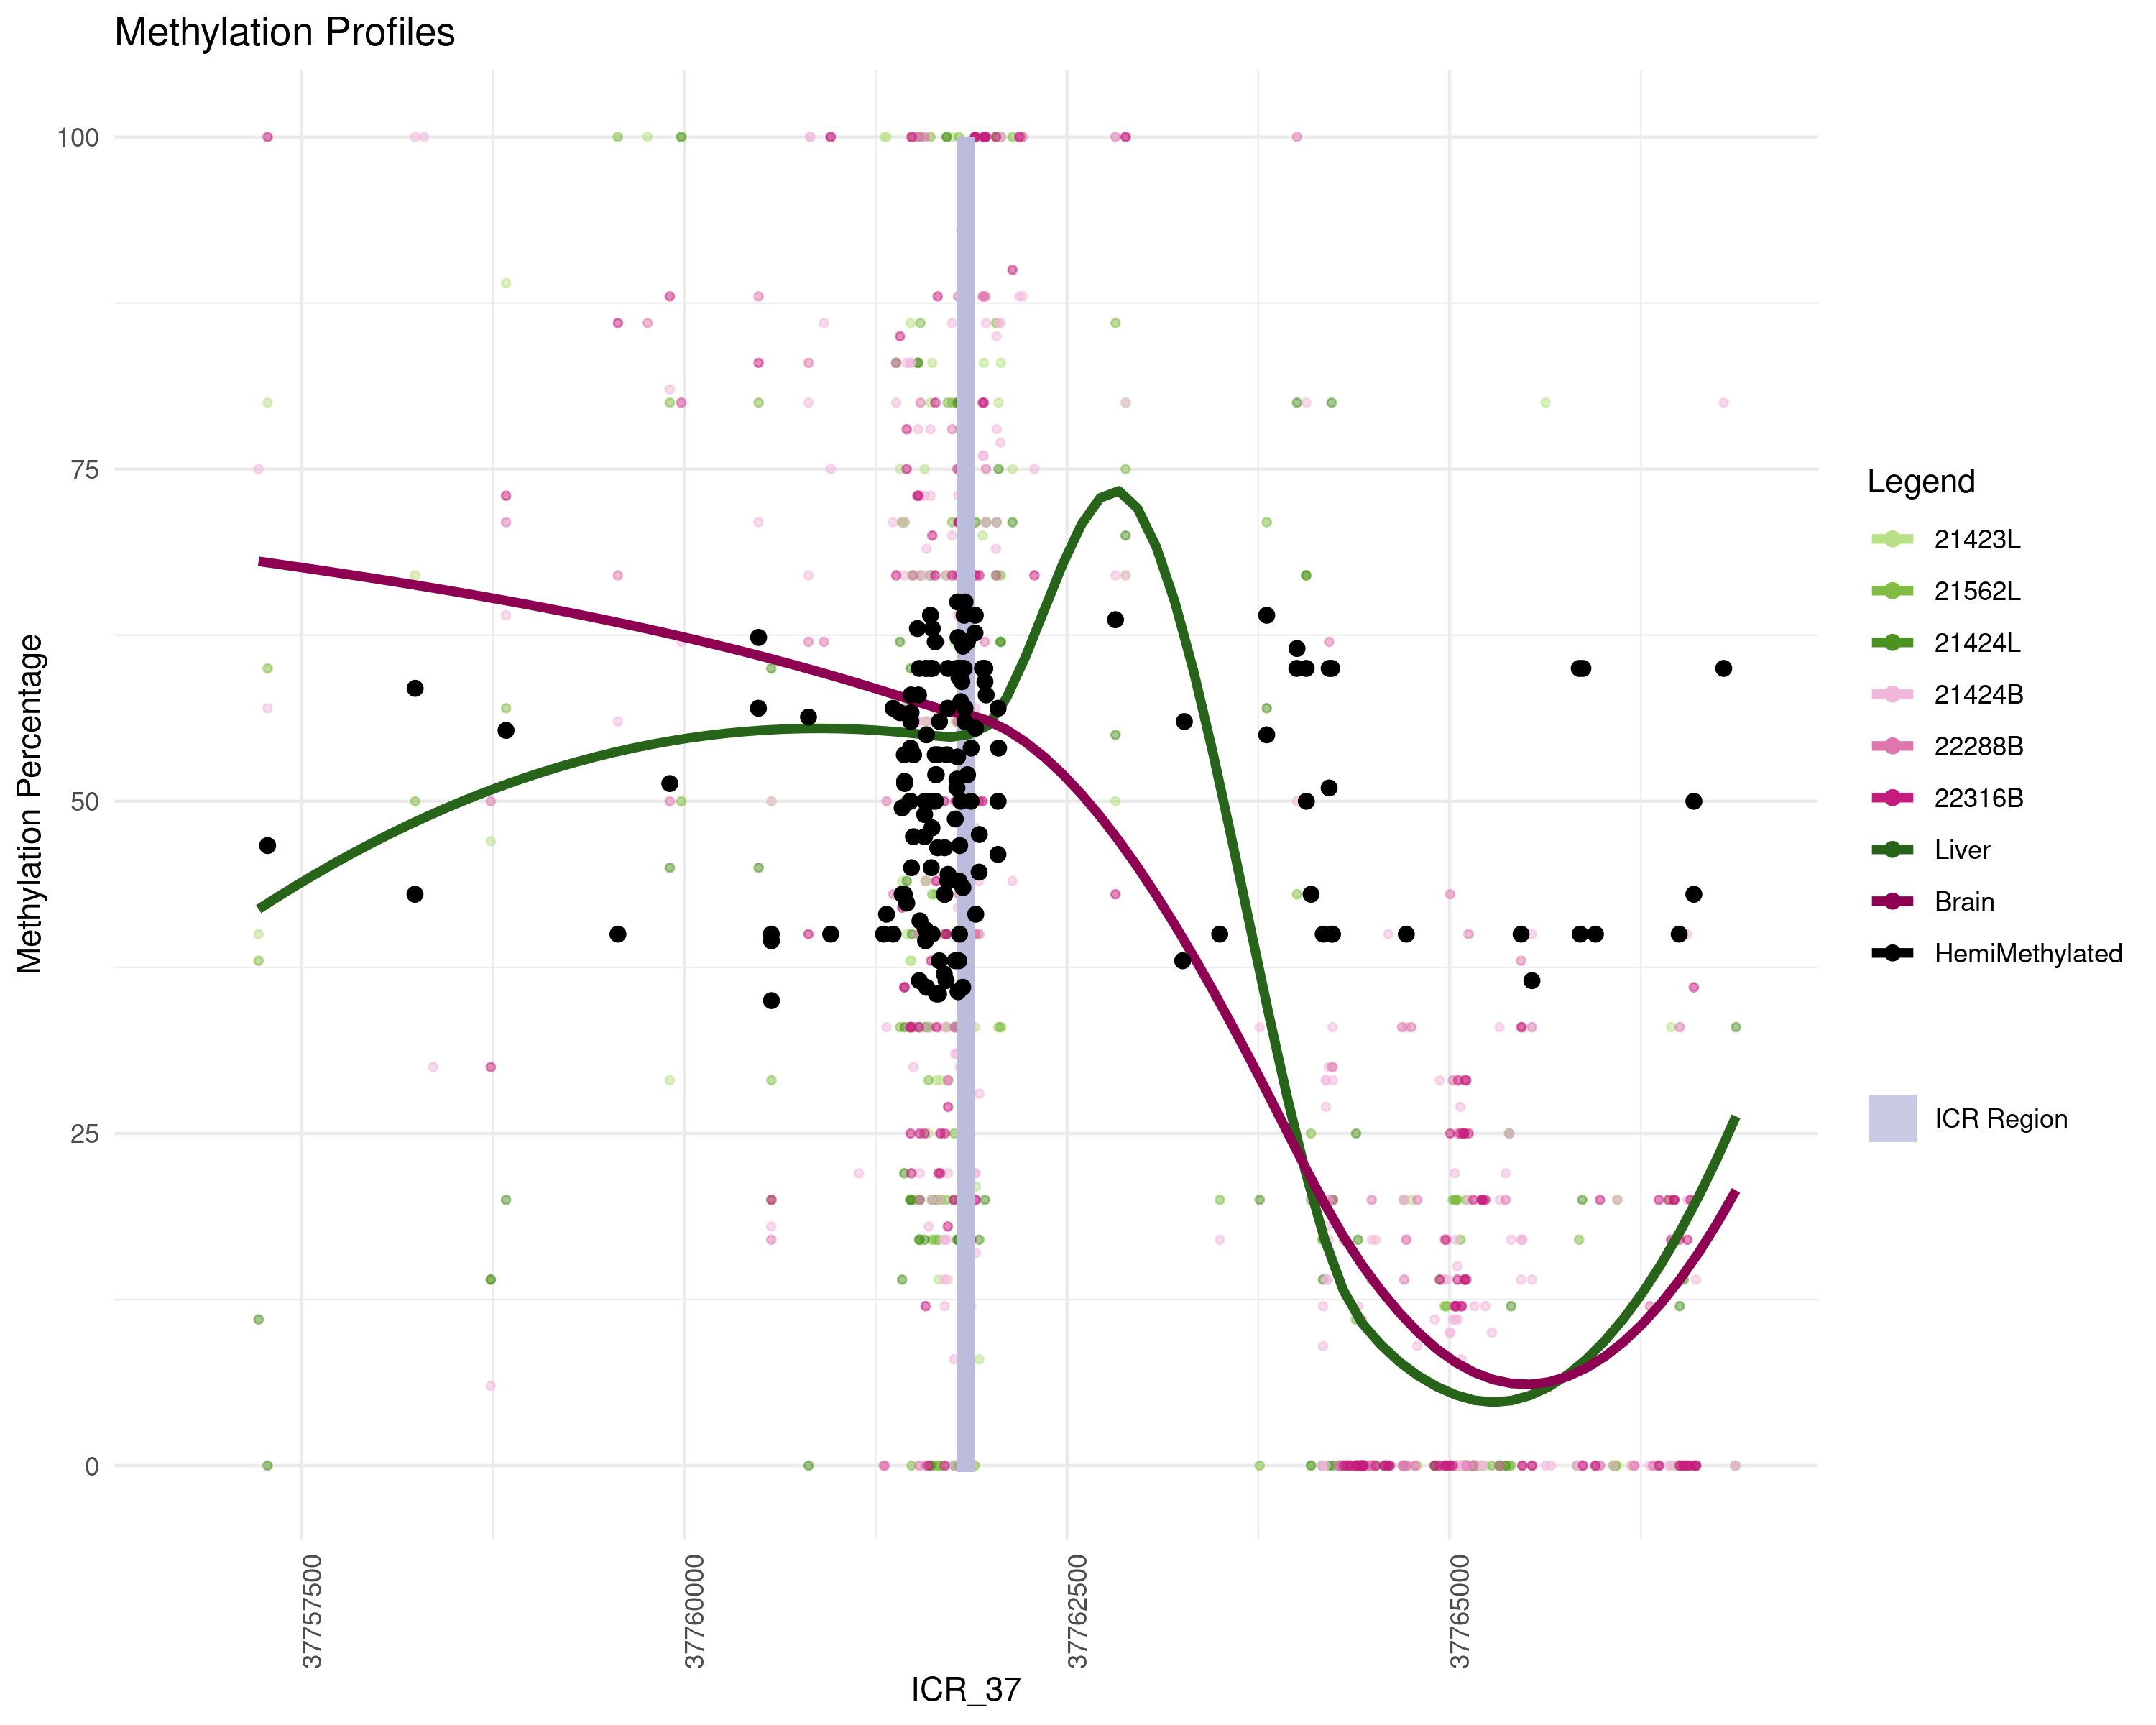 Methylation Profiles
Methylation Percentage
100
75
50
25
0
37757500
37760000
37762500
37765000
ICR_37
Legend
21423L
21562L
21424L
21424B
22288B
22316B
Liver
Brain
HemiMethylated
ICR Region